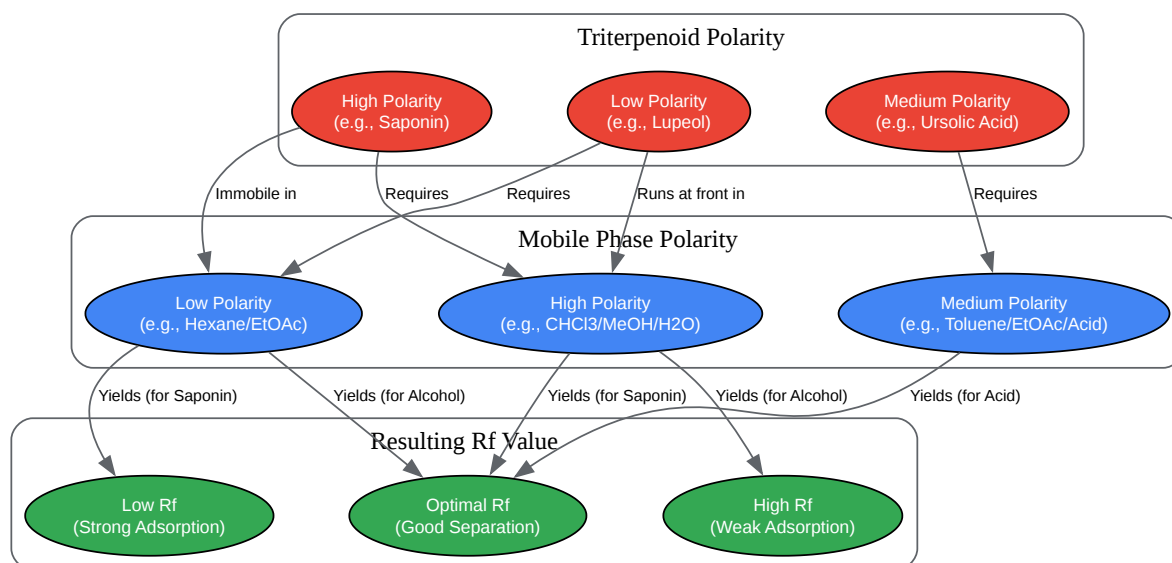 Triterpenoid Polarity
High Polarity
(e.g., Saponin)
Low Polarity
(e.g., Lupeol)
Medium Polarity
(e.g., Ursolic Acid)
Immobile in
Requires
Requires
Runs at front in
Requires
Mobile Phase Polarity
Low Polarity
(e.g., Hexane/EtOAc)
High Polarity
(e.g., CHCl3/MeOH/H2O)
Medium Polarity
(e.g., Toluene/EtOAc/Acid)
Yields (for Saponin)
Yields (for Alcohol)
Yields (for Saponin)
Yields (for Alcohol)
Yields (for Acid)
Resulting Rf Value
Low Rf
(Strong Adsorption)
Optimal Rf
(Good Separation)
High Rf
(Weak Adsorption)